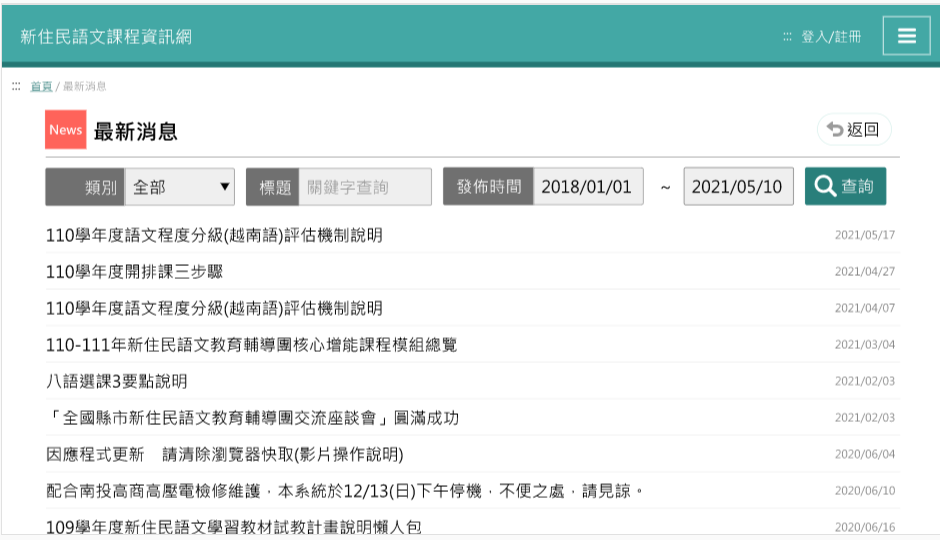 新住民語文課程資訊網
::: 登入/註冊
::: 首頁 / 最新消息
News 最新消息 返回
類別 全部 標題 關鍵字查詢 發佈時間 2018/01/01 ~ 2021/05/10 查詢
110學年度語文程度分級(越南語)評估機制說明 2021/05/17
110學年度開排課三步驟 2021/04/27
110學年度語文程度分級(越南語)評估機制說明 2021/04/07
110-111年新住民語文教育輔導團核心增能課程模組總覽 2021/03/04
八語選課3要點說明 2021/02/03
「全國縣市新住民語文教育輔導團交流座談會」圓滿成功 2021/02/03
因應程式更新　請清除瀏覽器快取(影片操作說明) 2020/06/04
配合南投高商高壓電檢修維護，本系統於12/13(日)下午停機，不便之處，請見諒。 2020/06/10
109學年度新住民語文學習教材試教計畫說明懶人包 2020/06/16